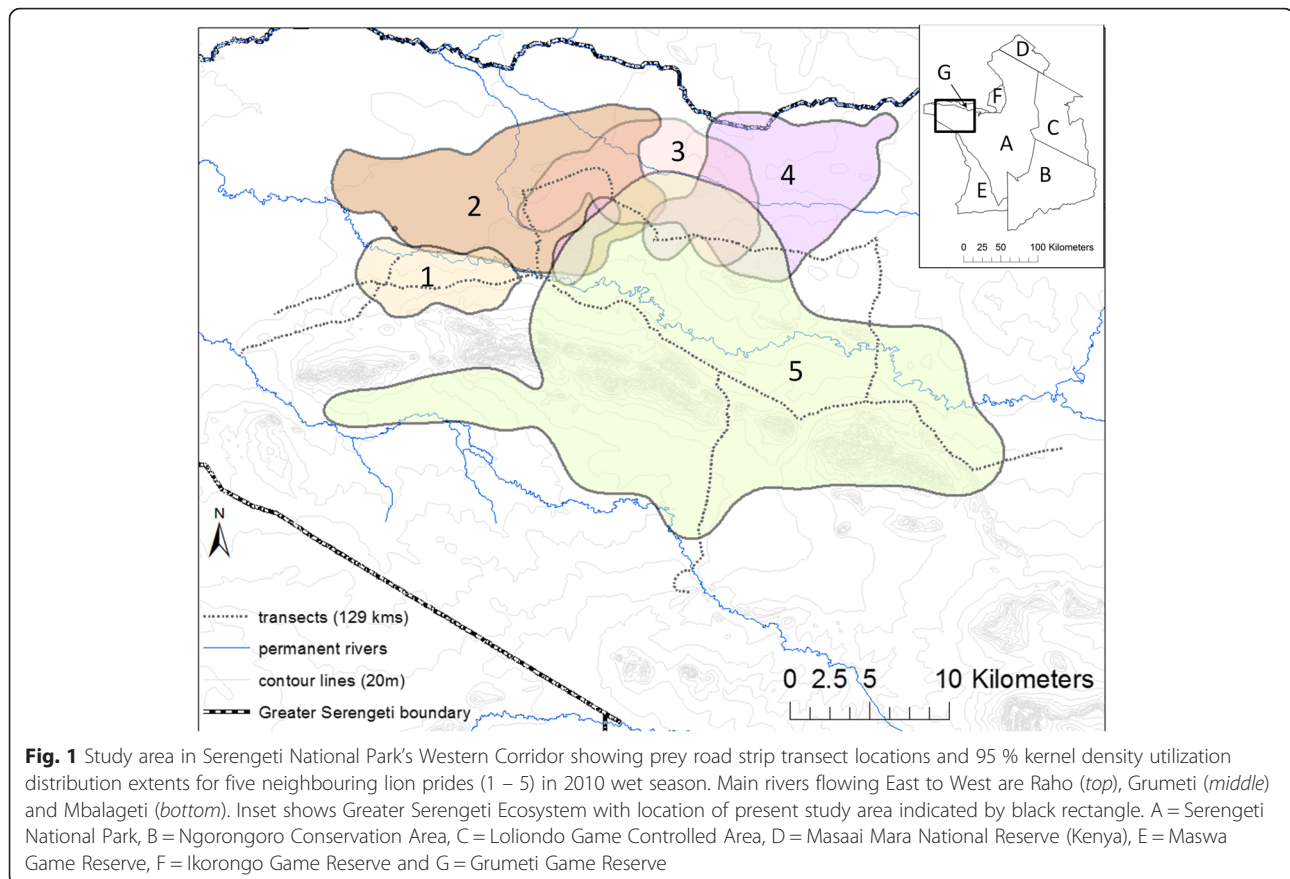 D
G
F
C
A
B
E
0 25 50 100 Kilometers
3
4
2
1
5
N
transects (129 kms)
permanent rivers
contour lines (20m)
Greater Serengeti boundary
0 2.5 5 10 Kilometers
Fig. 1 Study area in Serengeti National Park's Western Corridor showing prey road strip transect locations and 95 % kernel density utilization
distribution extents for five neighbouring lion prides (1 – 5) in 2010 wet season. Main rivers flowing East to West are Raho (top), Grumeti (middle)
and Mbalageti (bottom). Inset shows Greater Serengeti Ecosystem with location of present study area indicated by black rectangle. A = Serengeti
National Park, B = Ngorongoro Conservation Area, C = Loliondo Game Controlled Area, D = Masaai Mara National Reserve (Kenya), E = Maswa
Game Reserve, F = Ikorongo Game Reserve and G = Grumeti Game Reserve